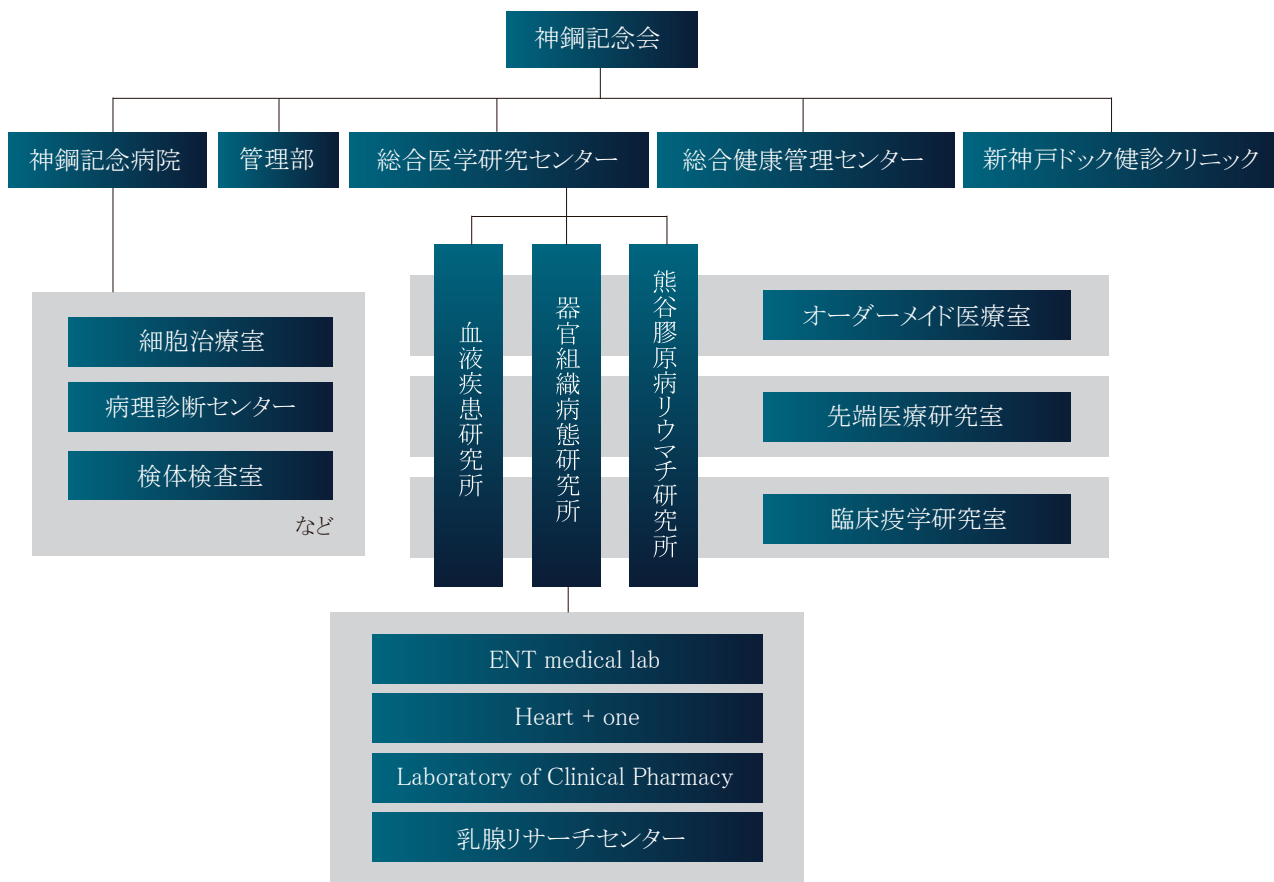 神鋼記念会
神鋼記念病院
管理部
総合医学研究センター
総合健康管理センター
新神戸ドック健診クリニック
細胞治療室
病理診断センター
検体検査室
など
血液疾患研究所
器官組織病態研究所
熊谷膠原病リウマチ研究所
オーダーメイド医療室
先端医療研究室
臨床疫学研究室
ENT medical lab
Heart + one
Laboratory of Clinical Pharmacy
乳腺リサーチセンター